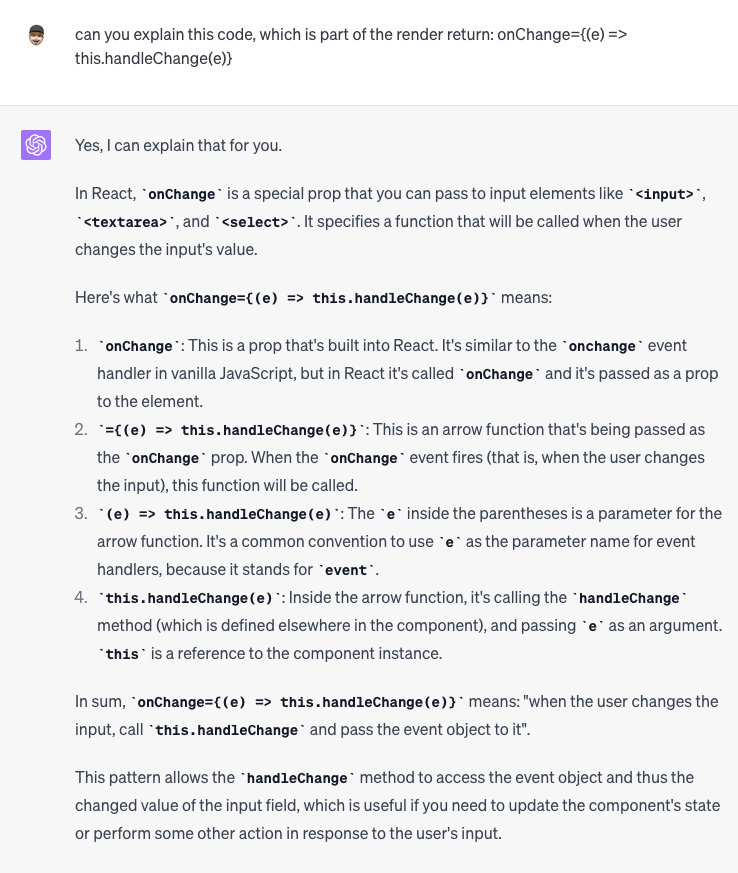 can you explain this code, which is part of the render return: onChange={(e) =>
this.handleChange(e)}
Yes, I can explain that for you.
In React, `onChange` is a special prop that you can pass to input elements like `<input>`,
`<textarea>`, and `<select>`. It specifies a function that will be called when the user
changes the input's value.
Here's what `onChange={(e) => this.handleChange(e)}` means:
1. `onChange`: This is a prop that's built into React. It's similar to the `onchange` event
handler in vanilla JavaScript, but in React it's called `onChange` and it's passed as a prop
to the element.
2. `={(e) => this.handleChange(e)}`: This is an arrow function that's being passed as
the `onChange` prop. When the `onChange` event fires (that is, when the user changes
the input), this function will be called.
3. `(e) => this.handleChange(e)`: The `e` inside the parentheses is a parameter for the
arrow function. It's a common convention to use `e` as the parameter name for event
handlers, because it stands for `event`.
4. `this.handleChange(e)`: Inside the arrow function, it's calling the `handleChange`
method (which is defined elsewhere in the component), and passing `e` as an argument.
`this` is a reference to the component instance.
In sum, `onChange={(e) => this.handleChange(e)}` means: "when the user changes the
input, call `this.handleChange` and pass the event object to it".
This pattern allows the `handleChange` method to access the event object and thus the
changed value of the input field, which is useful if you need to update the component's state
or perform some other action in response to the user's input.